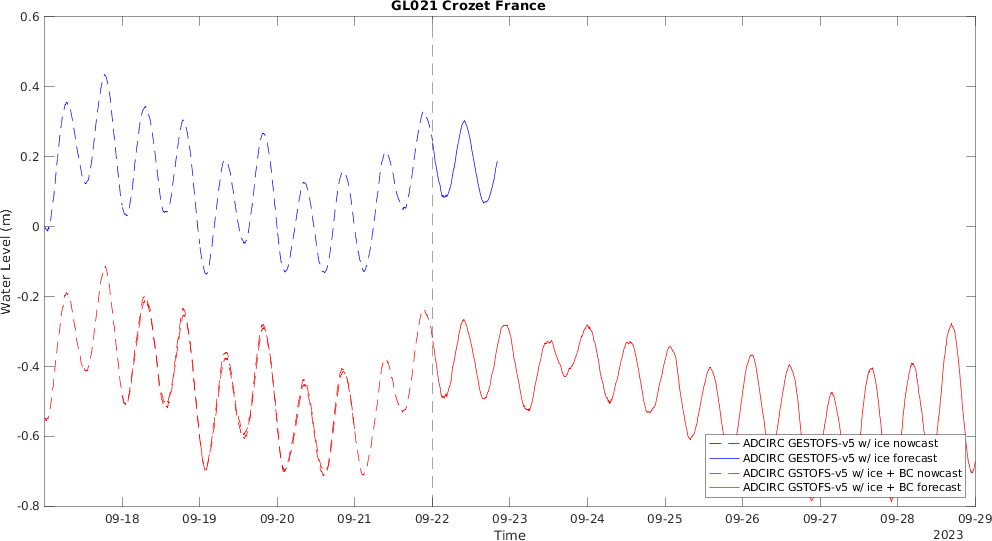 GL021 Crozet France
0.6
0.4
0.2
0
-0.2
-0.4
-0.6
-0.8
Water Level (m)
ADCIRC GESTOFS-v5 w/ ice nowcast
ADCIRC GESTOFS-v5 w/ ice forecast
ADCIRC GSTOFS-v5 w/ ice + BC nowcast
ADCIRC GSTOFS-v5 w/ ice + BC forecast
09-18 09-19 09-20 09-21 09-22 09-23 09-24 09-25 09-26 09-27 09-28 09-29
Time
2023